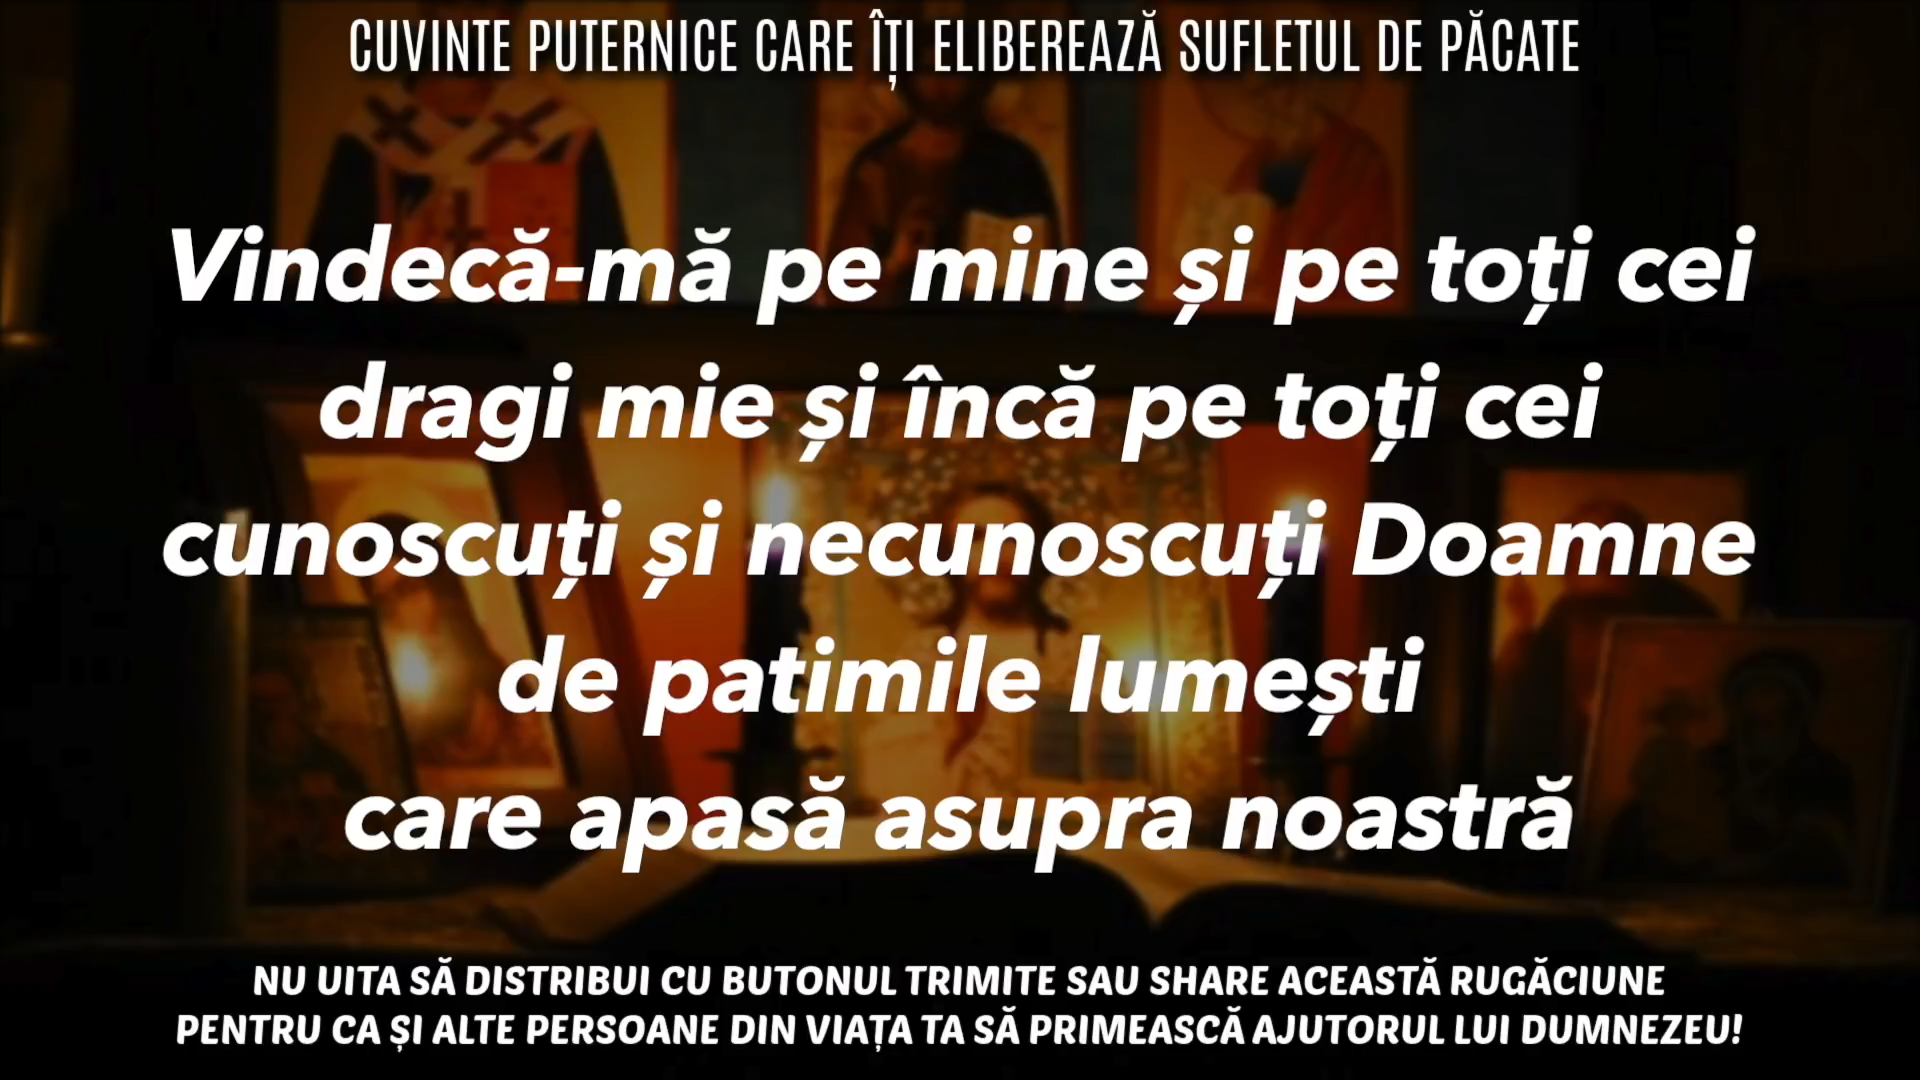 CUVINTE PUTERNICE CARE ÎȚI ELIBEREAZĂ SUFLETUL DE PĂCATE
Vindecă-mă pe mine și pe toți cei
dragi mie și încă pe toți cei
cunoscuți și necunoscuți Doamne
de patimile lumești
care apasă asupra noastră
NU UITA SĂ DISTRIBUI CU BUTONUL TRIMITE SAU SHARE ACEASTĂ RUGĂCIUNE
PENTRU CA ȘI ALTE PERSOANE DIN VIAȚA TA SĂ PRIMEASCĂ AJUTORUL LUI DUMNEZEU!